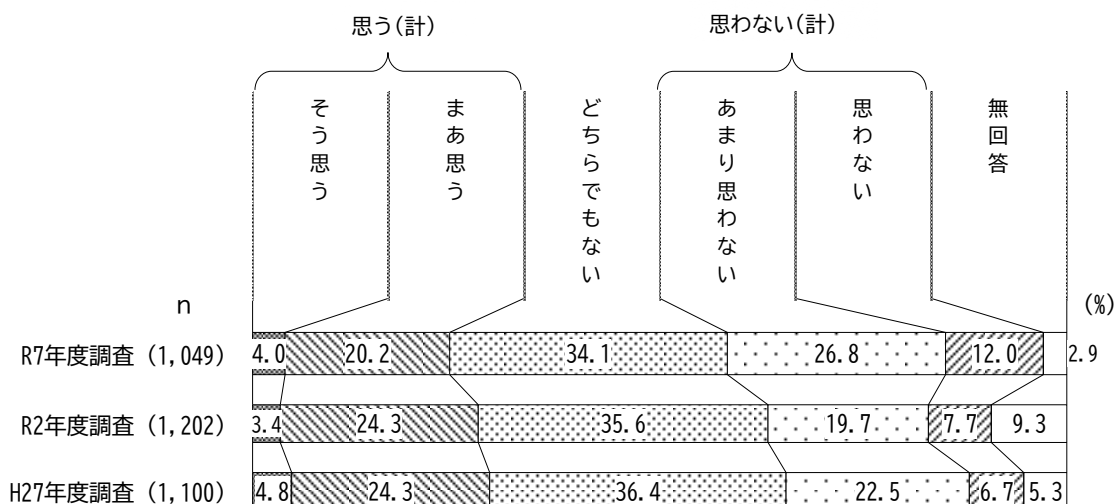 思う(計)
思わない(計)
そう思う
まあ思う
どちらでもない
あまり思わない
思わない
無回答
n
(%)
R7年度調査 (1,049) 4.0 20.2 34.1 26.8 12.0 2.9
R2年度調査 (1,202) 3.4 24.3 35.6 19.7 7.7 9.3
H27年度調査 (1,100) 4.8 24.3 36.4 22.5 6.7 5.3